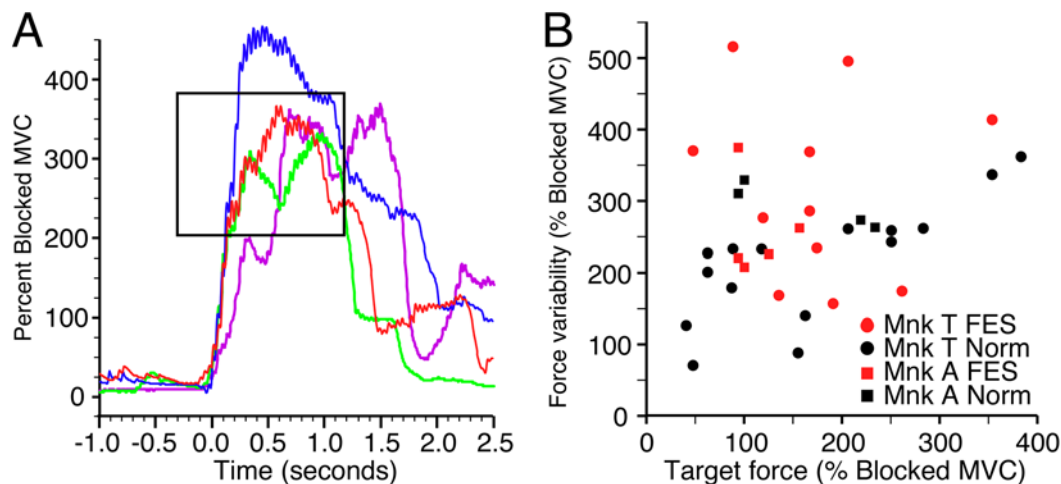 A
Percent Blocked MVC
400
300
200
100
0
-1.0 -0.5 0.0 0.5 1.0 1.5 2.0 2.5
Time (seconds)
B
Force variability (% Blocked MVC)
500
400
300
200
100
0
Mnk T FES
Mnk T Norm
Mnk A FES
Mnk A Norm
0 100 200 300 400
Target force (% Blocked MVC)